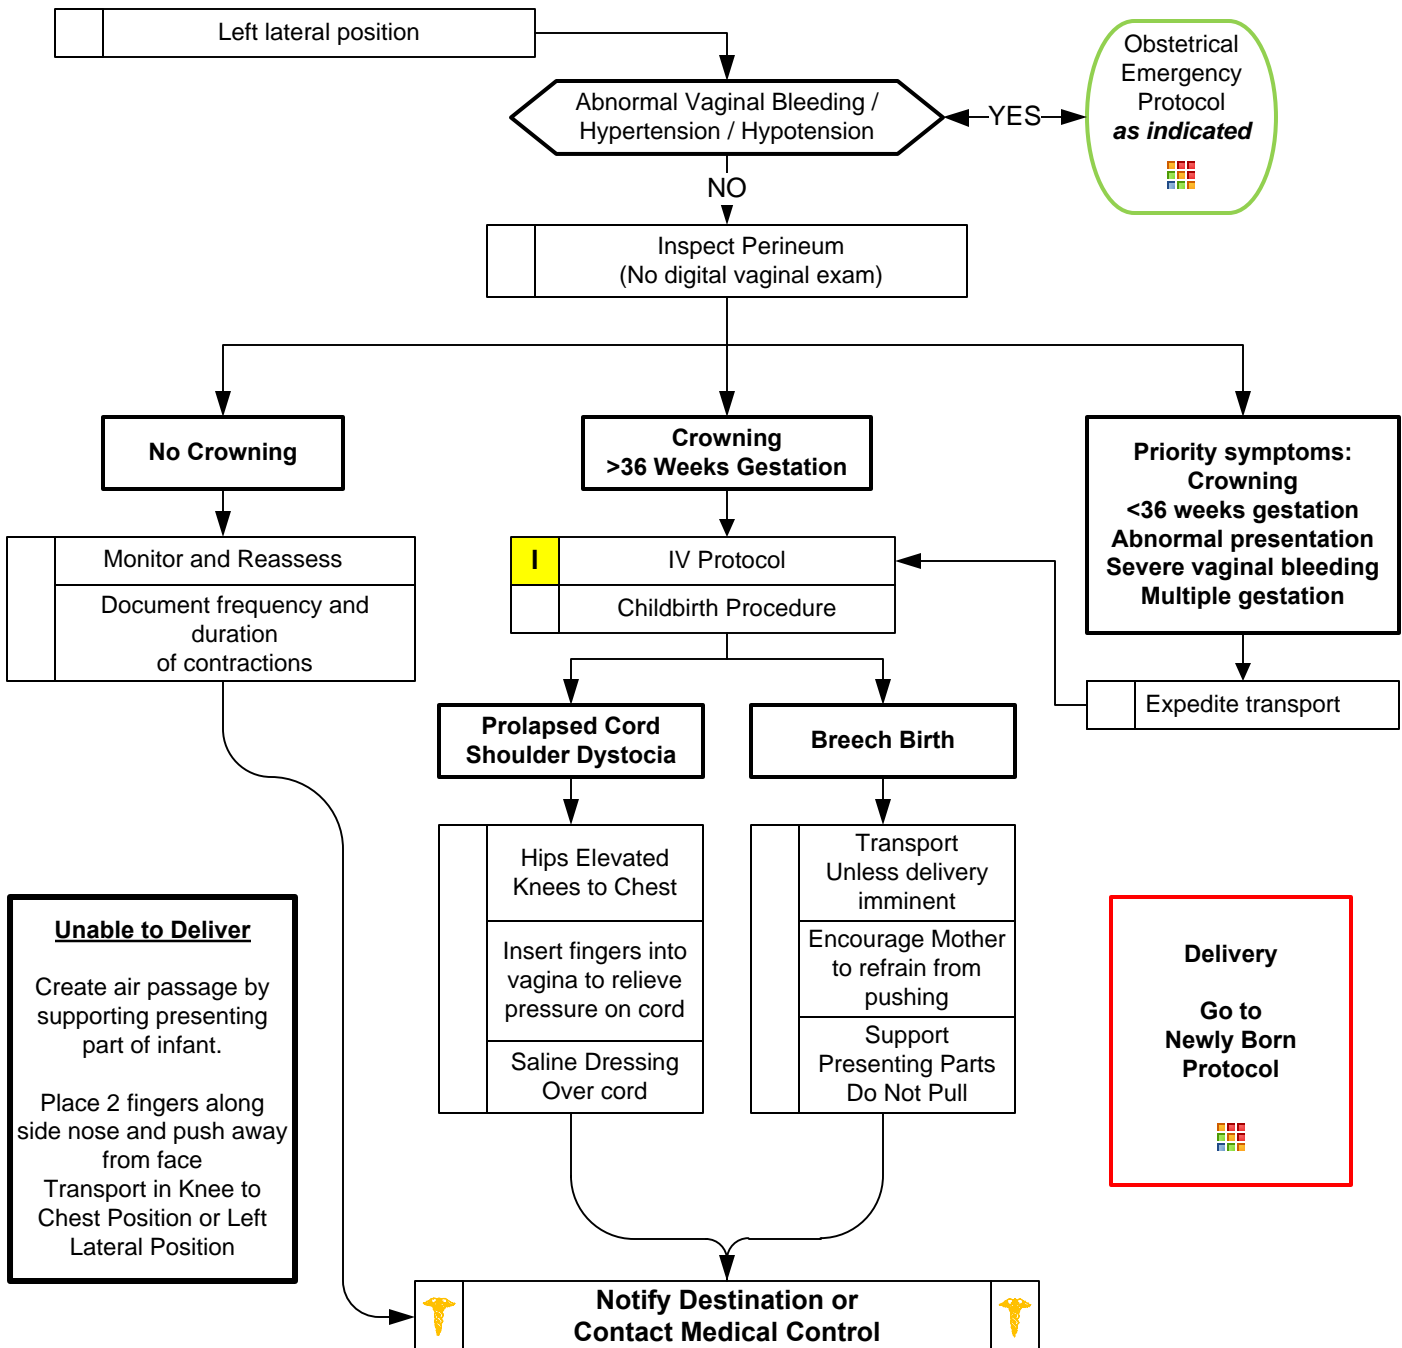 Left lateral position
Obstetrical
Emergency
Protocol
as indicated
Abnormal Vaginal Bleeding /
Hypertension / Hypotension
YES
NO
Inspect Perineum
(No digital vaginal exam)
No Crowning
Crowning
>36 Weeks Gestation
Priority symptoms:
Crowning
<36 weeks gestation
Abnormal presentation
Severe vaginal bleeding
Multiple gestation
Monitor and Reassess
Document frequency and
duration
of contractions
I
IV Protocol
Childbirth Procedure
Expedite transport
Prolapsed Cord
Shoulder Dystocia
Breech Birth
Hips Elevated
Knees to Chest
Insert fingers into
vagina to relieve
pressure on cord
Saline Dressing
Over cord
Transport
Unless delivery
imminent
Encourage Mother
to refrain from
pushing
Support
Presenting Parts
Do Not Pull
Unable to Deliver
Create air passage by
supporting presenting
part of infant.
Place 2 fingers along
side nose and push away
from face
Transport in Knee to
Chest Position or Left
Lateral Position
Delivery
Go to
Newly Born
Protocol
Notify Destination or
Contact Medical Control